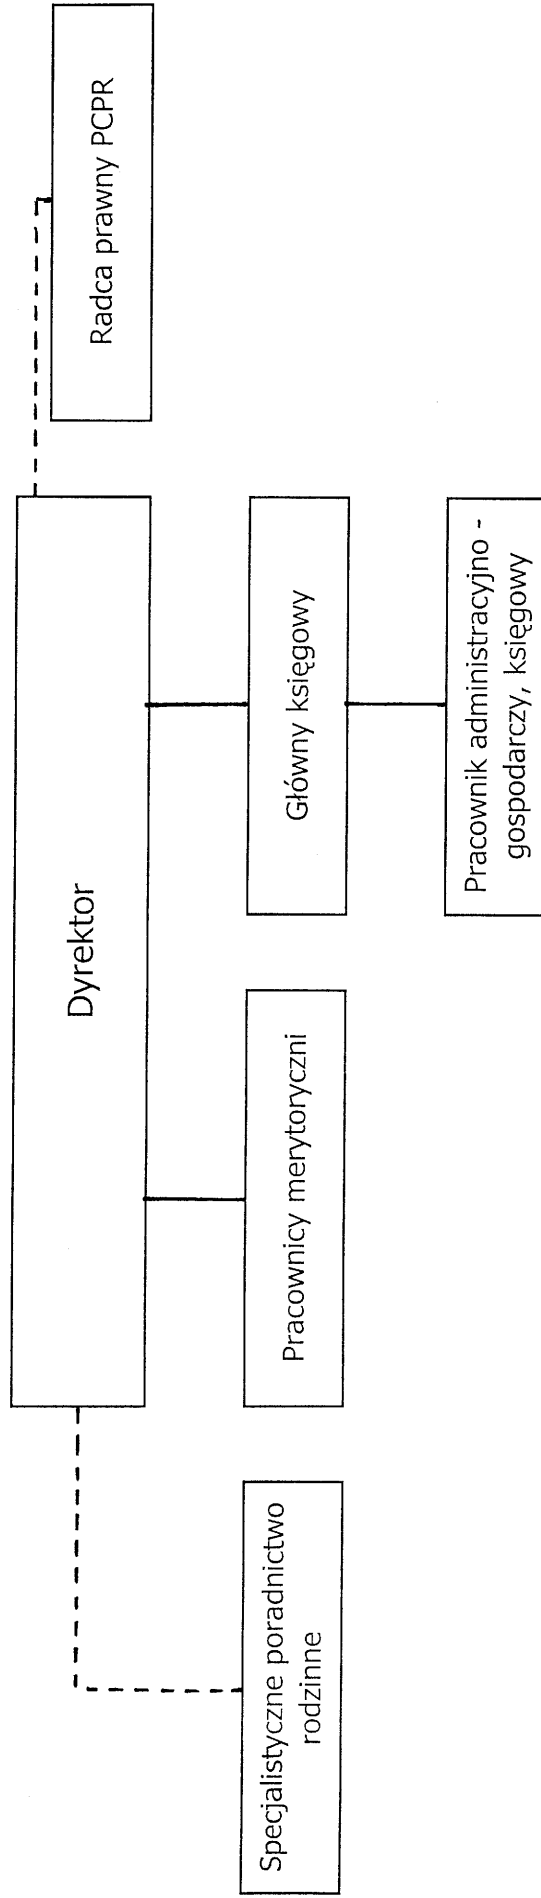 Dyrektor
Radca prawny PCPR
Specjalistyczne poradnictwo
rodzinne
Pracownicy merytoryczni
Główny księgowy
Pracownik administracyjno -
gospodarczy, księgowy